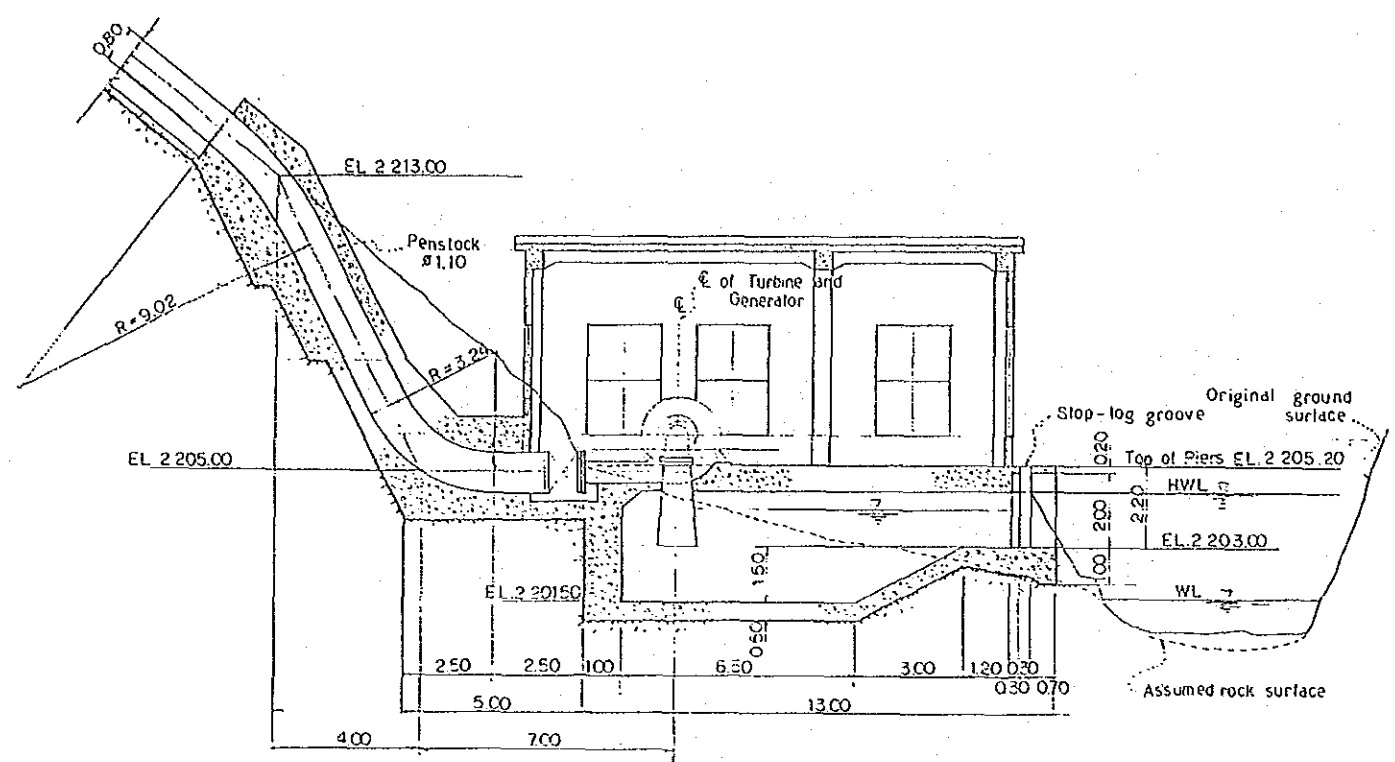 0.80
EL 2 213.00
Penstock
ø1.10
℄ of Turbine and
Generator
℄
R=9.02
R=3.24
Original ground
surface
Stop-log groove
EL 2 205.00
0.20
Top of Piers EL.2 205.20
HWL
2.00
2.20
EL.2 203.00
1.00
1.50
EL.2 201.50
WL
0.50
2.50 2.50 1.00 6.50 3.00 1.20 0.30
0.30 0.70
Assumed rock surface
5.00 13.00
4.00 7.00